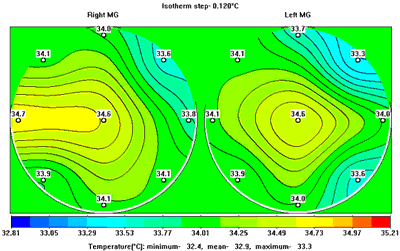 Isotherm step- 0.120°C
Right MG Left MG
34.0 33.7
34.1 33.6 34.1 33.3
34.7 34.6 33.8 34.6 34.0
33.9 34.1 33.9 33.6
34.1 34.0
32.81 33.05 33.29 33.53 33.77 34.01 34.25 34.49 34.73 34.97 35.21
Temperature[°C]: minimum- 32.4, mean- 32.9, maximum- 33.3